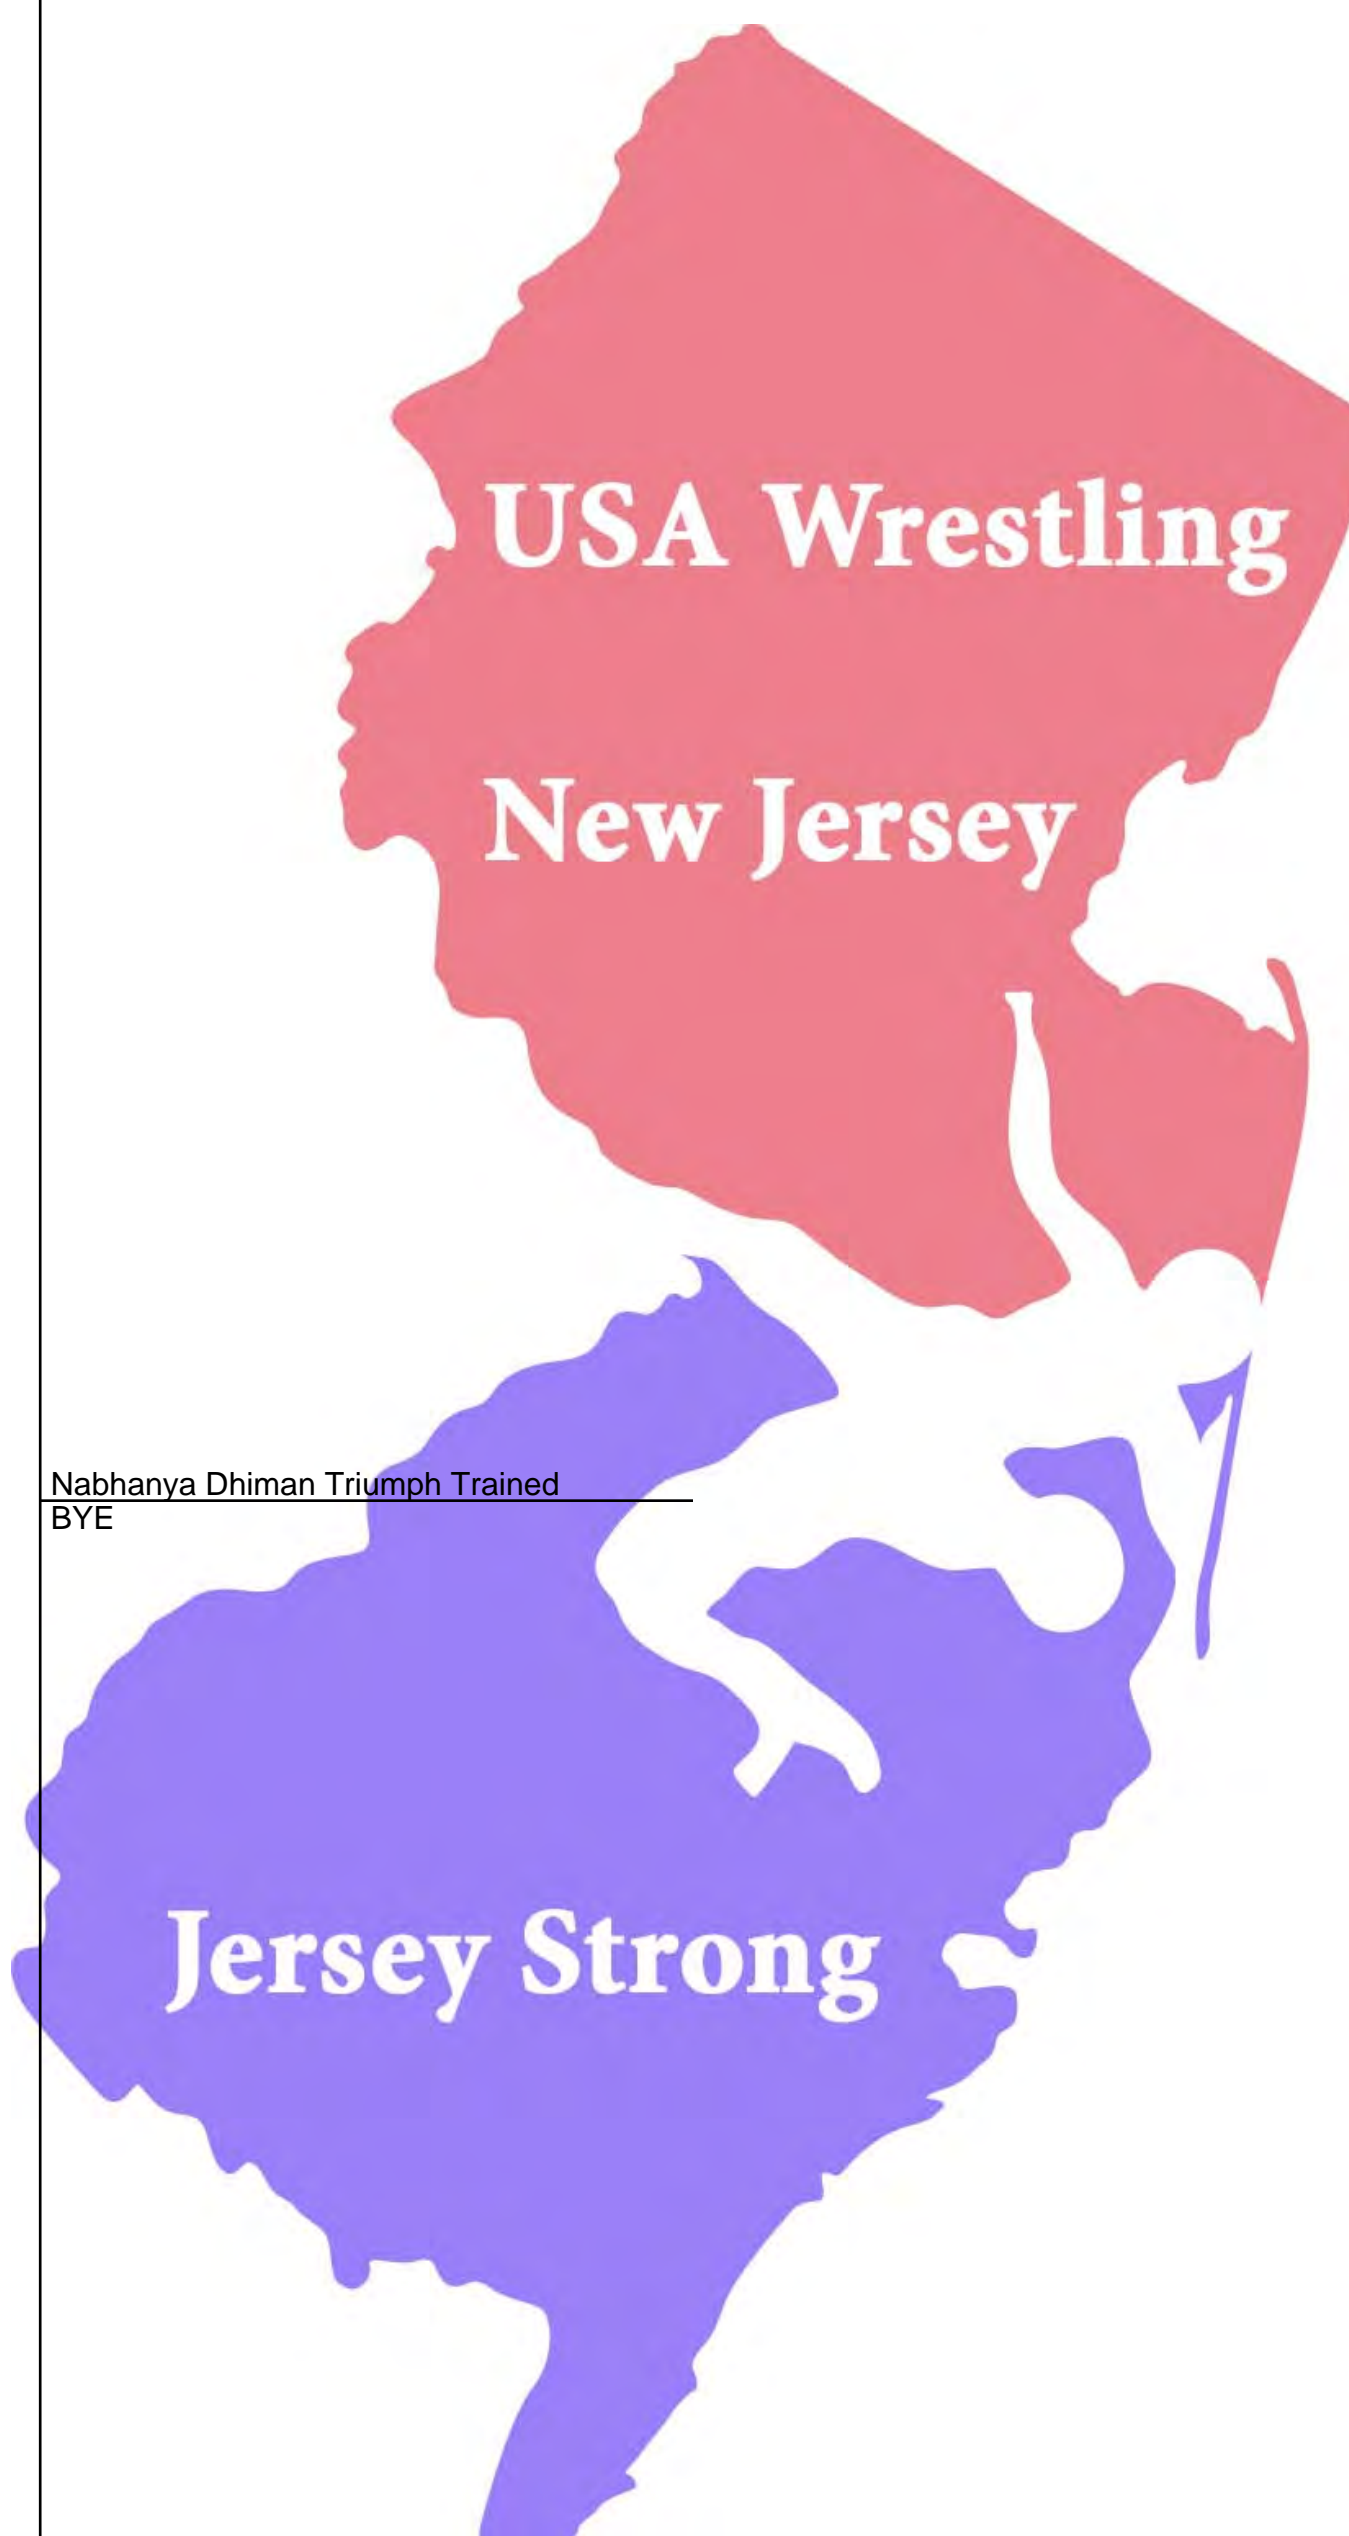 USA Wrestling
New Jersey
Nabhanya Dhiman Triumph Trained
BYE
Jersey Strong